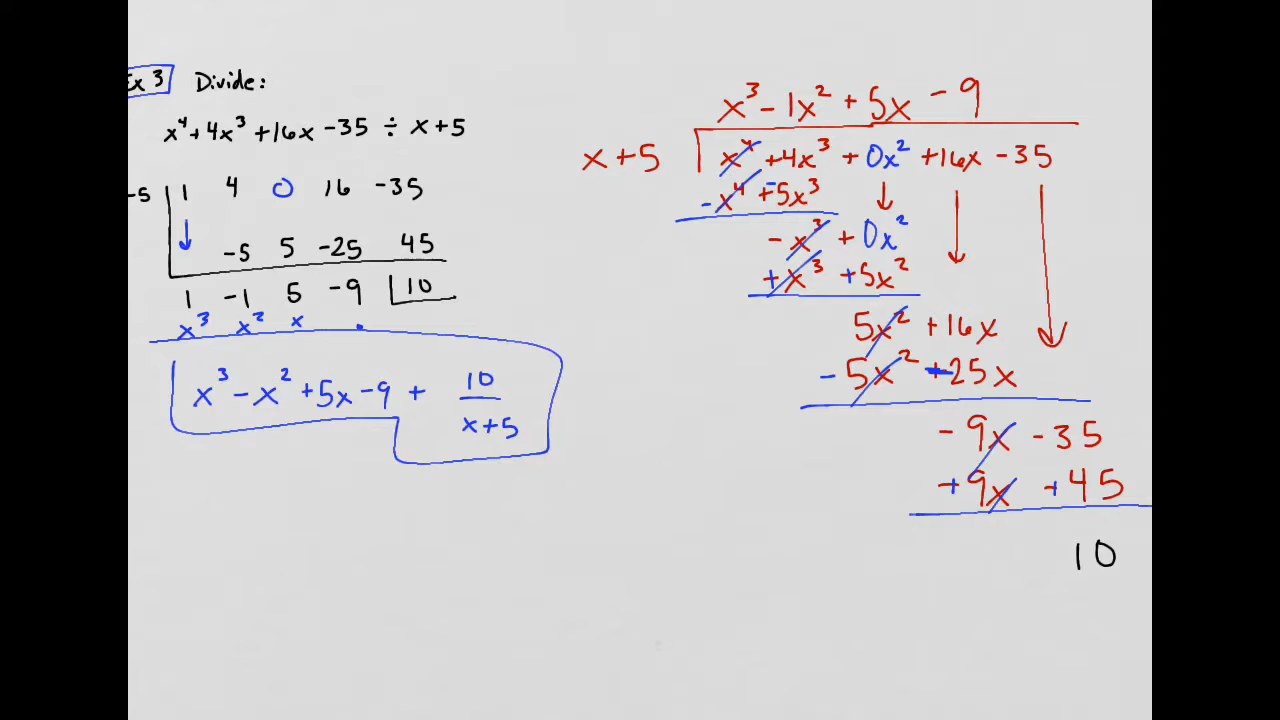 Ex 3 Divide:
x⁴ + 4x³ + 16x - 35 ÷ x + 5
-5 1 4 0 16 -35
-5 5 -25 45
1 -1 5 -9 10
x³ x² x .
x³ - x² + 5x - 9 + 10
x + 5
x³ - 1x² + 5x - 9
x + 5 x⁴ + 4x³ + 0x² + 16x - 35
- x⁴ + 5x³
- x³ + 0x²
+ x³ + 5x²
5x² + 16x
- 5x² - 25x
- 9x - 35
+ 9x + 45
10